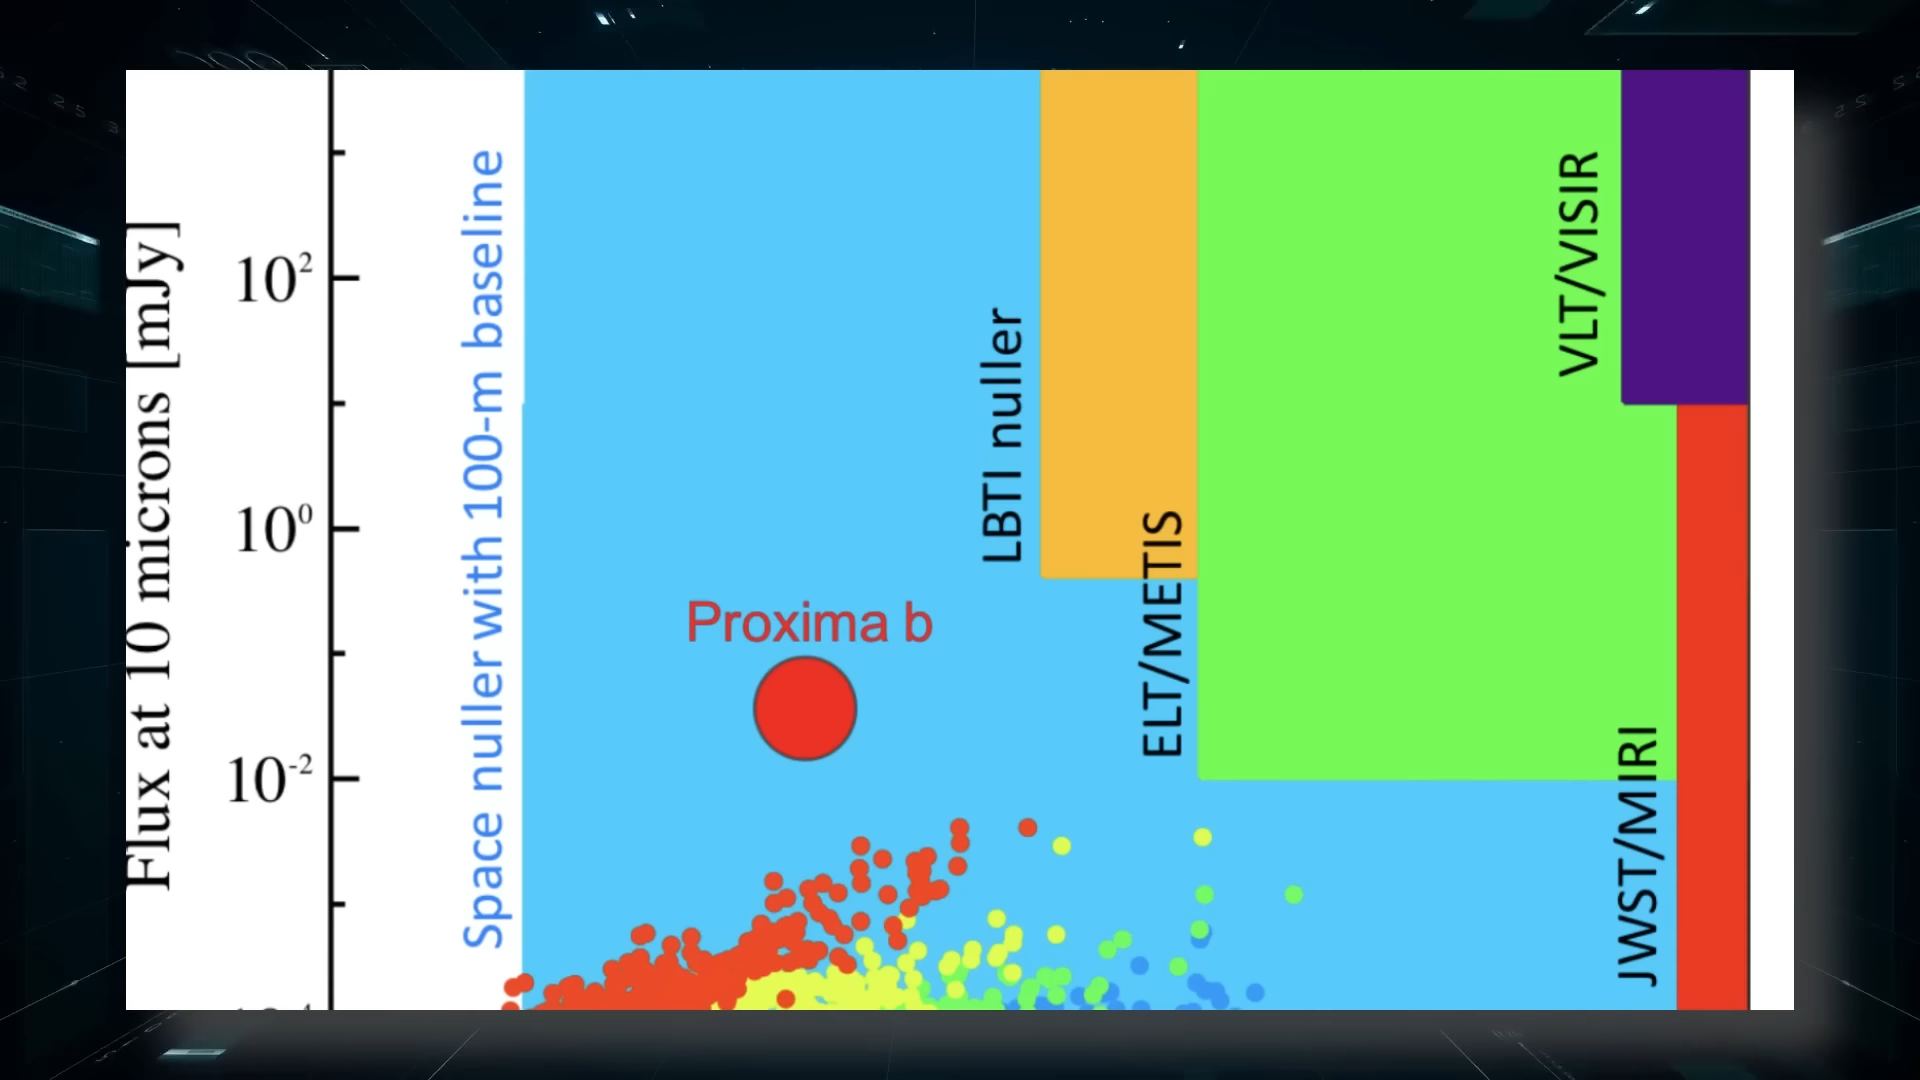 Flux at 10 microns [mJy]
10²
10⁰
10⁻²
Space nuller with 100-m baseline
Proxima b
LBTI nuller
ELT/METIS
VLT/VISIR
JWST/MIRI